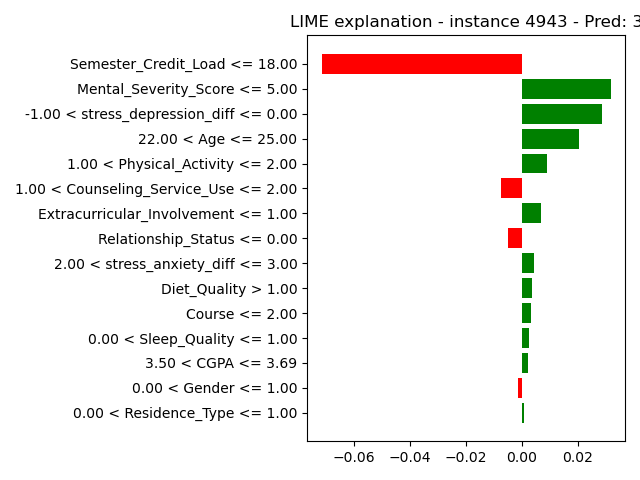 LIME explanation - instance 4943 - Pred: 3
Semester_Credit_Load <= 18.00
Mental_Severity_Score <= 5.00
-1.00 < stress_depression_diff <= 0.00
22.00 < Age <= 25.00
1.00 < Physical_Activity <= 2.00
1.00 < Counseling_Service_Use <= 2.00
Extracurricular_Involvement <= 1.00
Relationship_Status <= 0.00
2.00 < stress_anxiety_diff <= 3.00
Diet_Quality > 1.00
Course <= 2.00
0.00 < Sleep_Quality <= 1.00
3.50 < CGPA <= 3.69
0.00 < Gender <= 1.00
0.00 < Residence_Type <= 1.00
−0.06 −0.04 −0.02 0.00 0.02